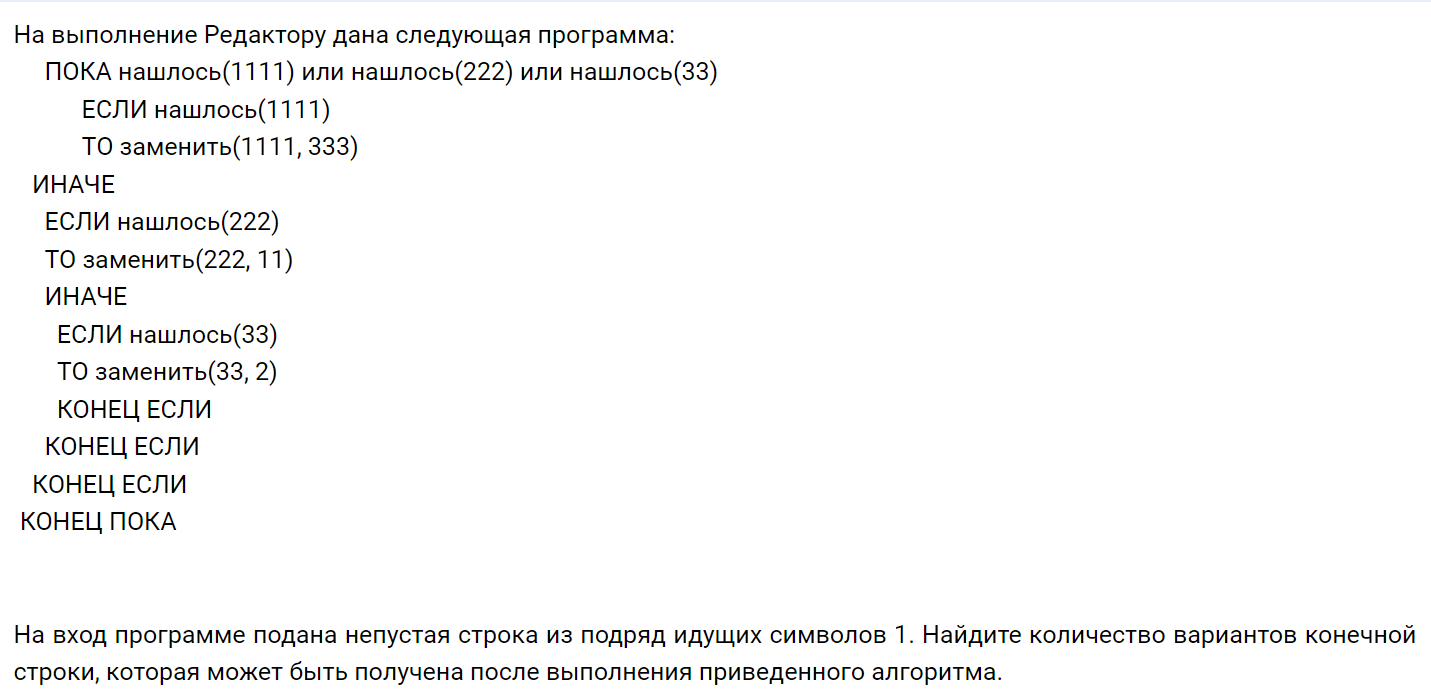 На выполнение Редактору дана следующая программа:
ПОКА нашлось(1111) или нашлось(222) или нашлось(33)
ЕСЛИ нашлось(1111)
ТО заменить(1111, 333)
ИНАЧЕ
ЕСЛИ нашлось(222)
ТО заменить(222, 11)
ИНАЧЕ
ЕСЛИ нашлось(33)
ТО заменить(33, 2)
КОНЕЦ ЕСЛИ
КОНЕЦ ЕСЛИ
КОНЕЦ ЕСЛИ
КОНЕЦ ПОКА
На вход программе подана непустая строка из подряд идущих символов 1. Найдите количество вариантов конечной
строки, которая может быть получена после выполнения приведенного алгоритма.